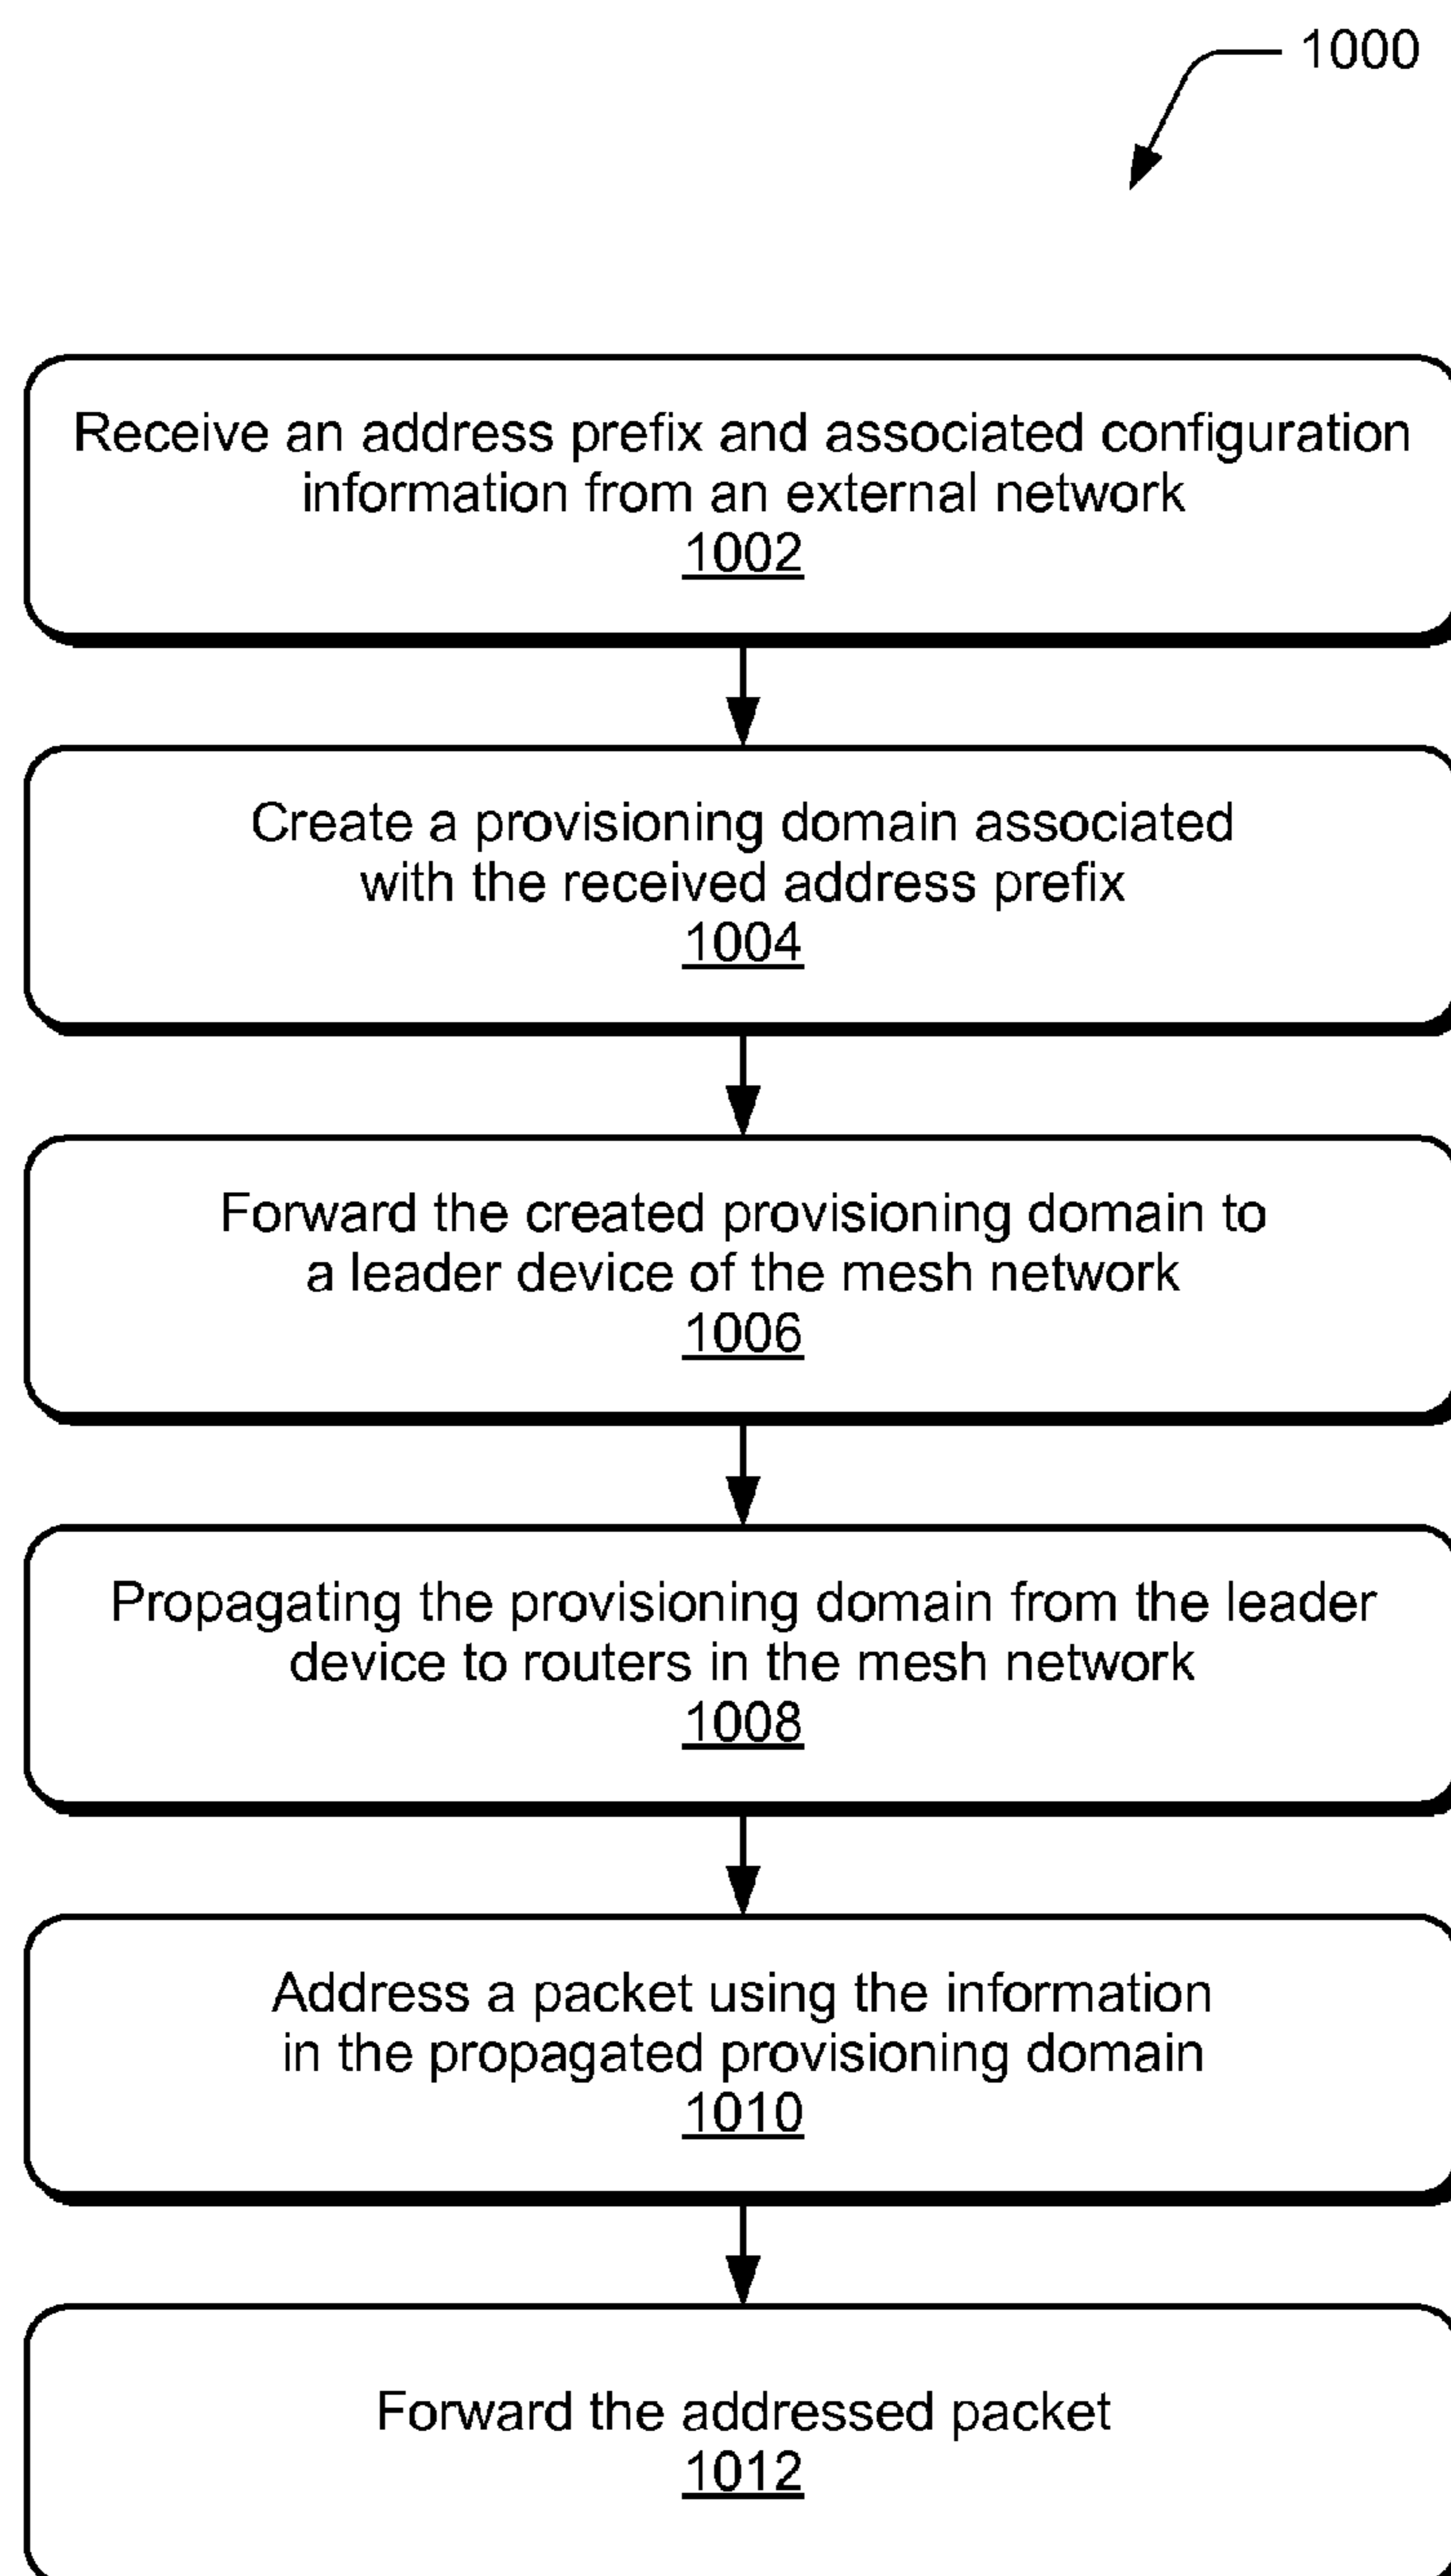 1000
Receive an address prefix and associated configuration
information from an external network
1002
Create a provisioning domain associated
with the received address prefix
1004
Forward the created provisioning domain to
a leader device of the mesh network
1006
Propagating the provisioning domain from the leader
device to routers in the mesh network
1008
Address a packet using the information
in the propagated provisioning domain
1010
Forward the addressed packet
1012